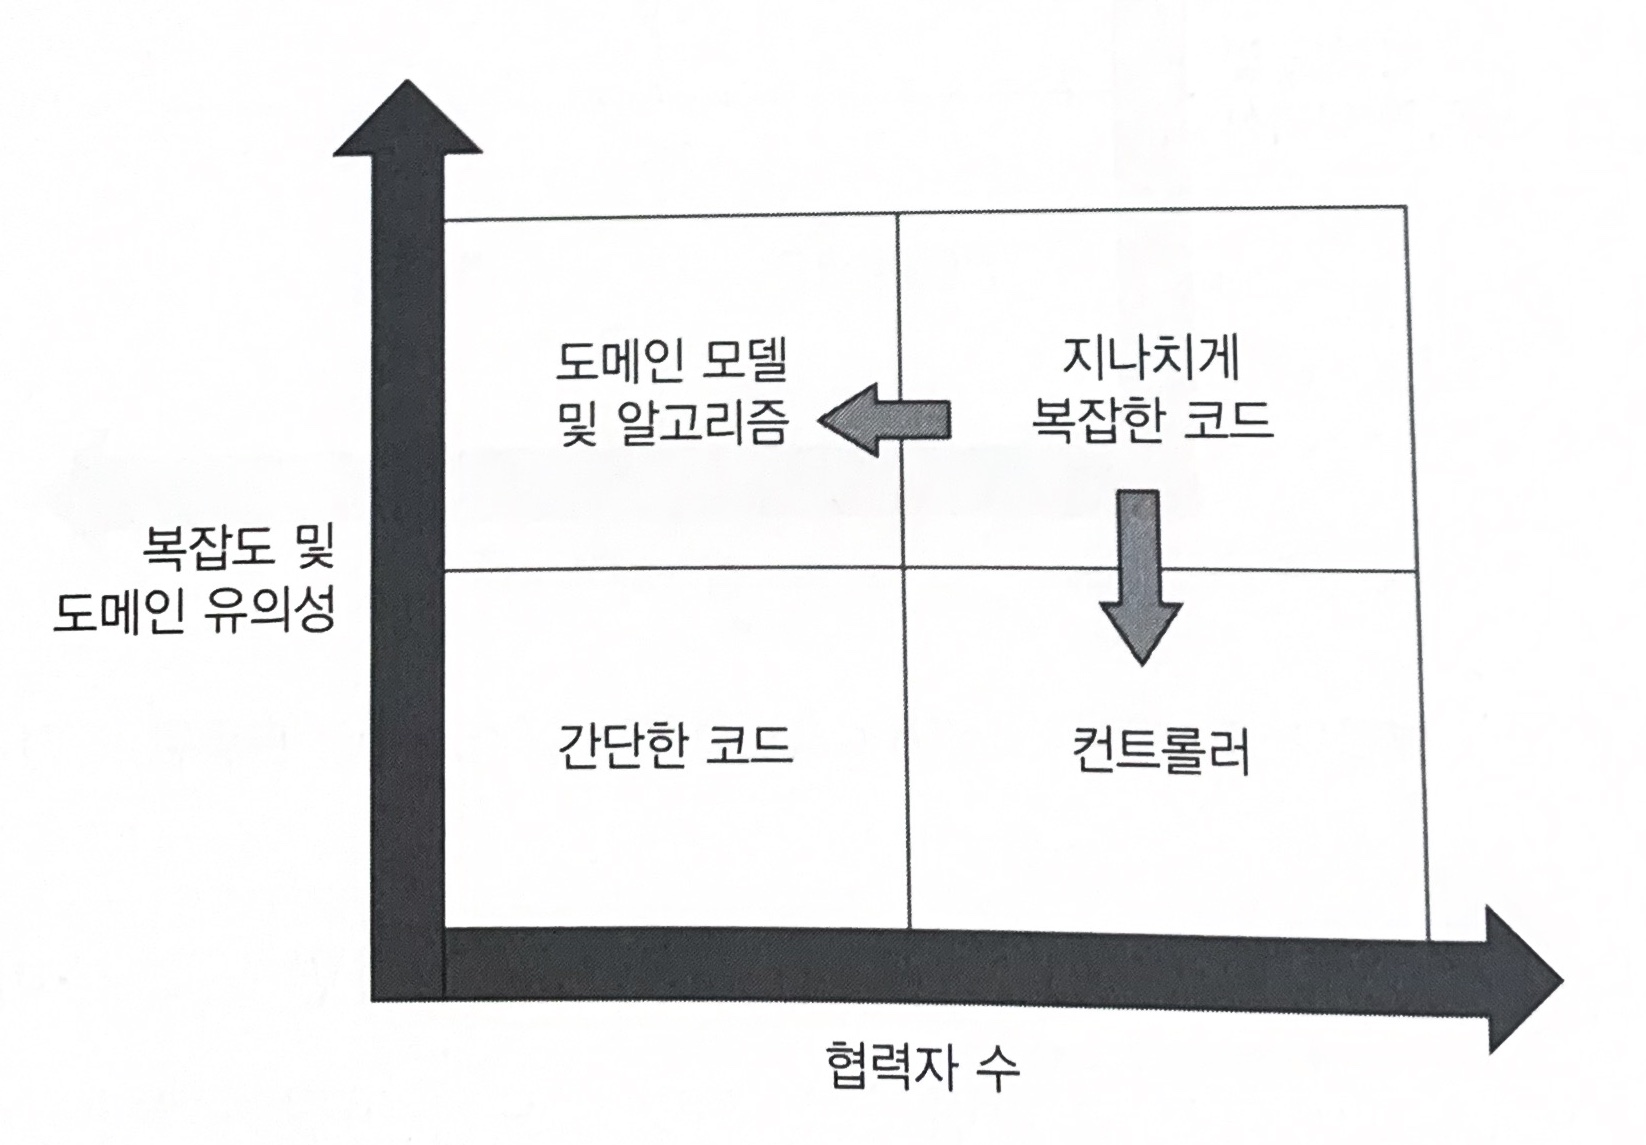 도메인 모델
및 알고리즘
지나치게
복잡한 코드
복잡도 및
도메인 유의성
간단한 코드
컨트롤러
협력자 수